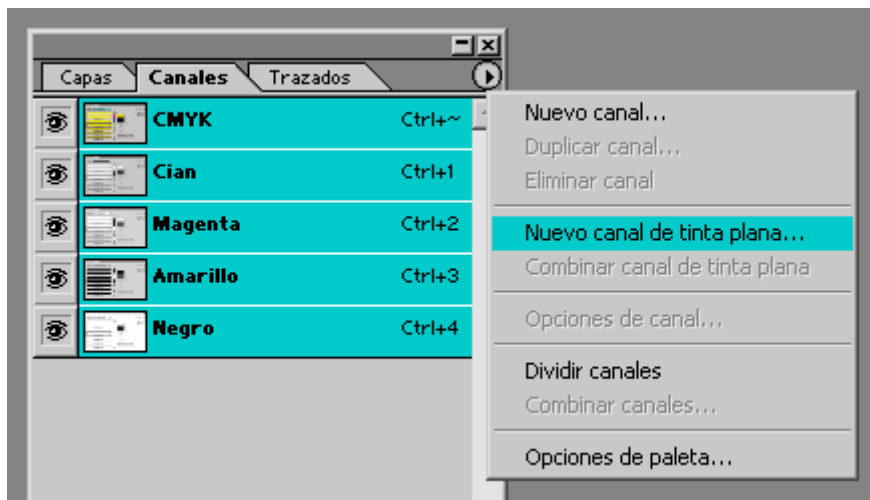 Capas Canales Trazados
CMYK Ctrl+~
Cian Ctrl+1
Magenta Ctrl+2
Amarillo Ctrl+3
Negro Ctrl+4
Nuevo canal...
Duplicar canal...
Eliminar canal
Nuevo canal de tinta plana...
Combinar canal de tinta plana
Opciones de canal...
Dividir canales
Combinar canales...
Opciones de paleta...